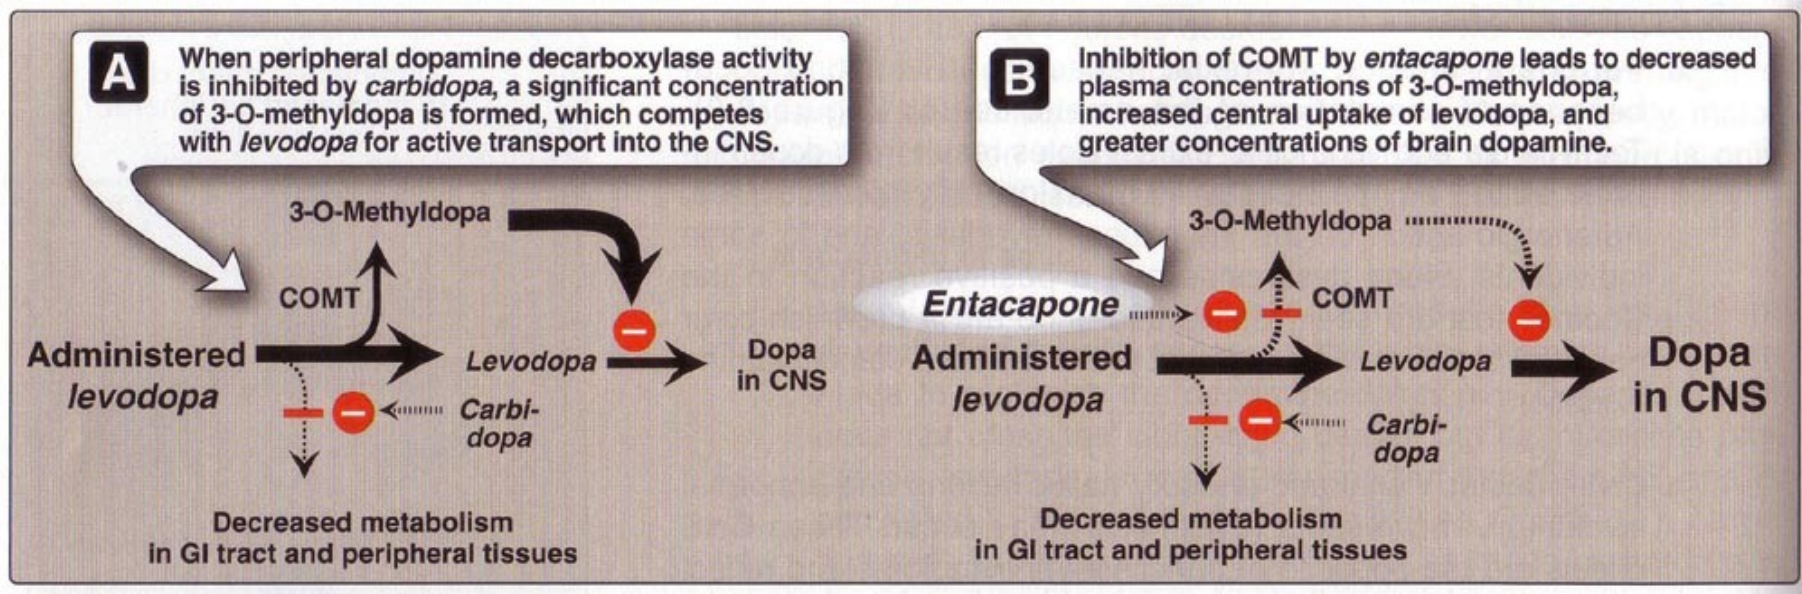 A
When peripheral dopamine decarboxylase activity
is inhibited by carbidopa, a significant concentration
of 3-O-methyldopa is formed, which competes
with levodopa for active transport into the CNS.
3-O-Methyldopa
COMT
Administered
levodopa
Levodopa
Dopa
in CNS
Carbi-
dopa
Decreased metabolism
in GI tract and peripheral tissues
B
Inhibition of COMT by entacapone leads to decreased
plasma concentrations of 3-O-methyldopa,
increased central uptake of levodopa, and
greater concentrations of brain dopamine.
3-O-Methyldopa
Entacapone
COMT
Administered
levodopa
Levodopa
Dopa
in CNS
Carbi-
dopa
Decreased metabolism
in GI tract and peripheral tissues